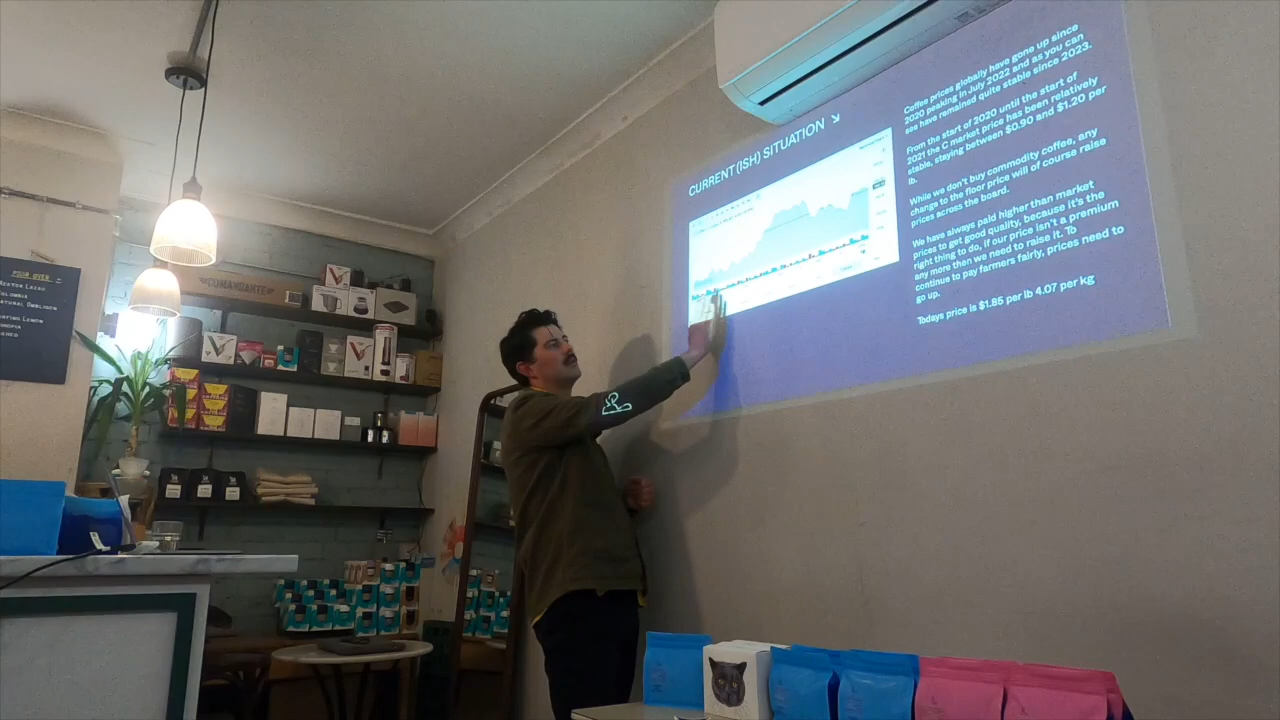 COMANDANTE
POUR OVER
CURRENT(ISH) SITUATION ↘
Coffee prices globally have gone up since
2020 peaking in July 2022 and as you can
see have remained quite stable since 2023.
From the start of 2020 until the start of
2021 the C market price has been relatively
stable, staying between $0.90 and $1.20 per
lb.
While we don't buy commodity coffee, any
change to the floor price will of course raise
prices across the board.
We have always paid higher than market
prices to get good quality, because it's the
right thing to do, if our price isn't a premium
any more then we need to raise it. To
continue to pay farmers fairly, prices need to
go up.
Todays price is $1.85 per lb 4.07 per kg